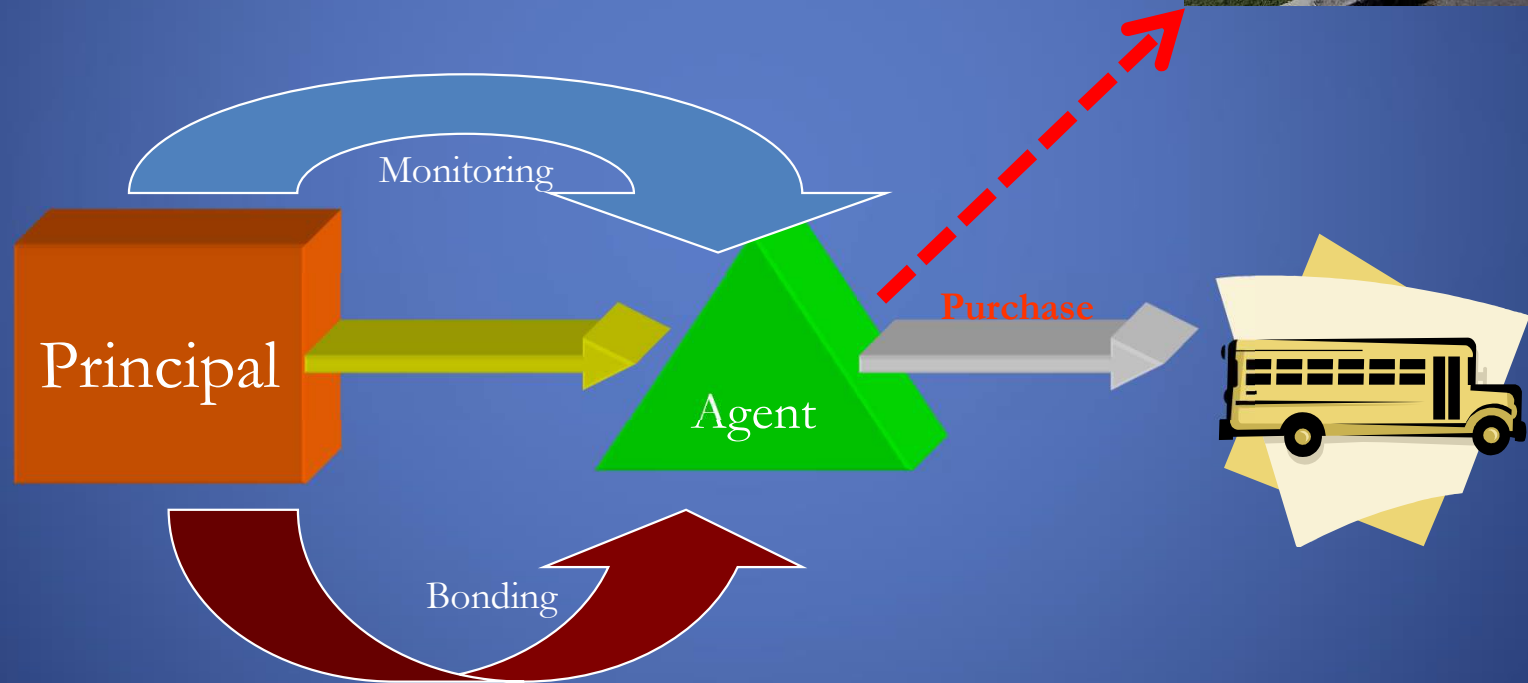 Monitoring
Purchase
Principal
Agent
Bonding